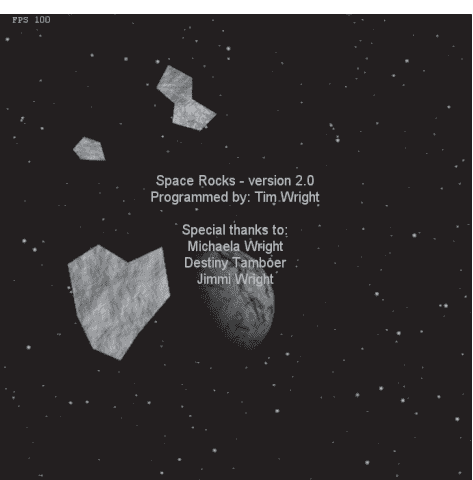 FPS 100
Space Rocks - version 2.0
Programmed by: Tim Wright
Special thanks to:
Michaela Wright
Destiny Tamboer
Jimmi Wright